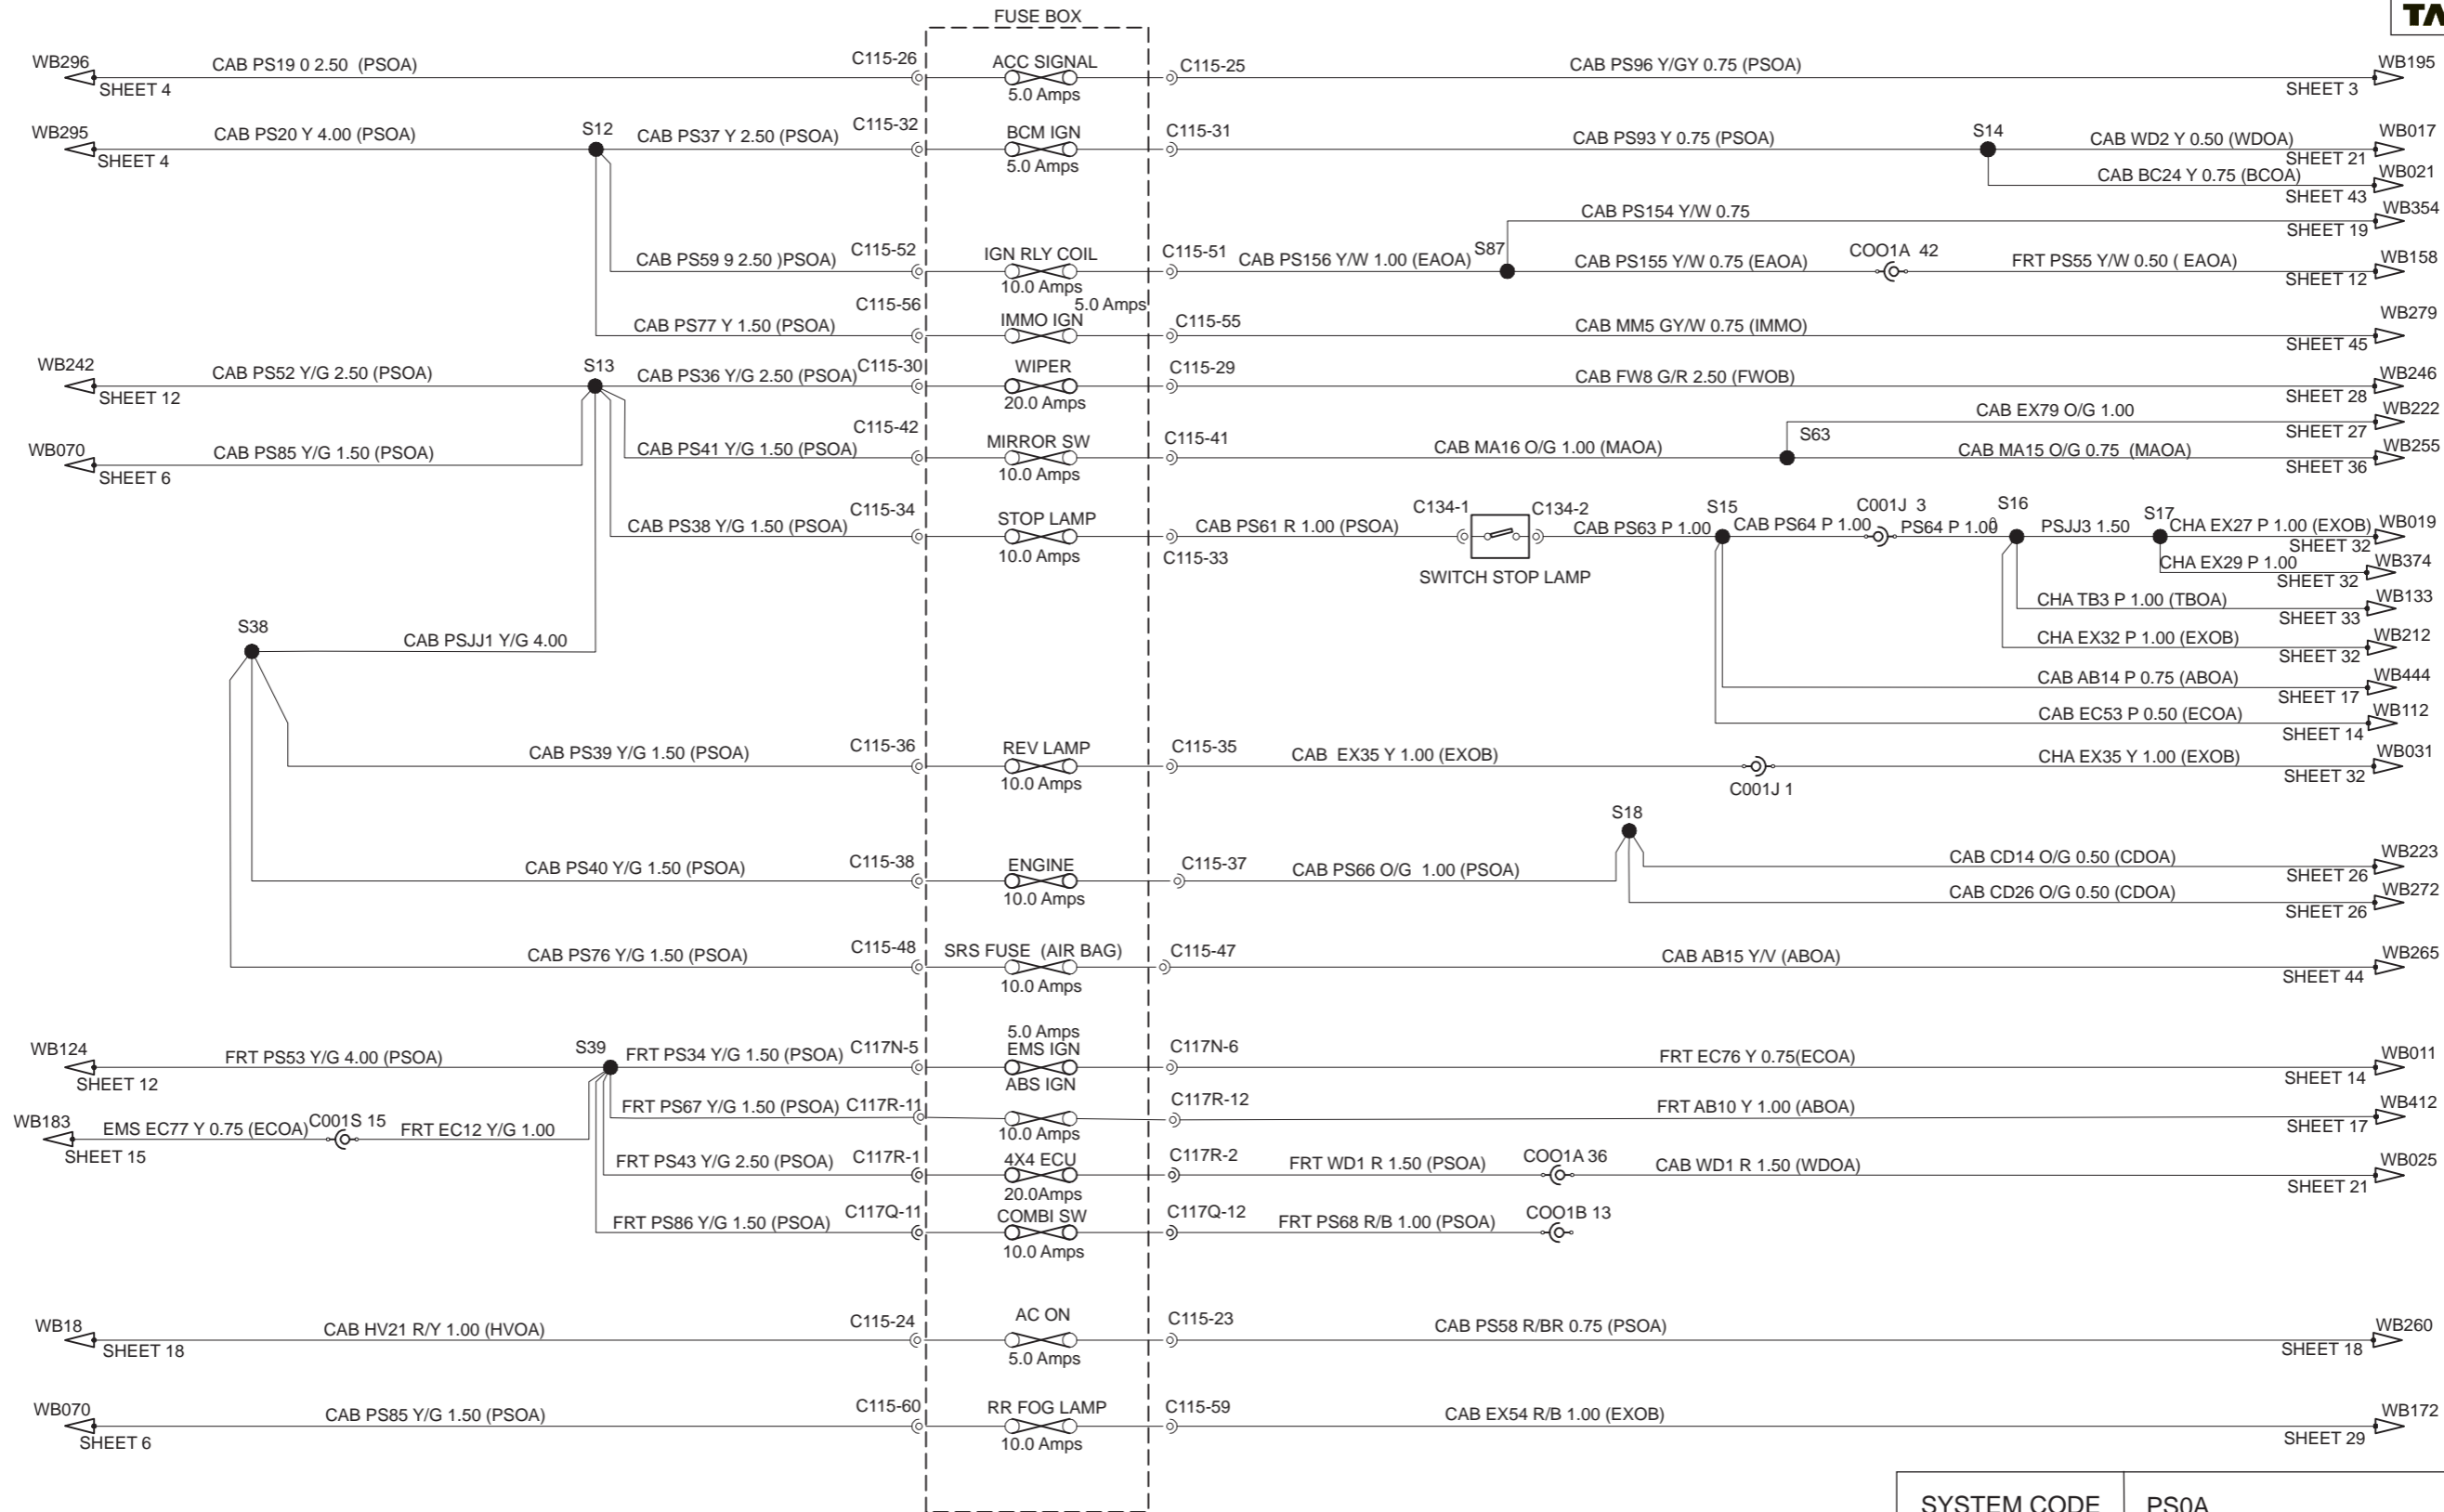 FUSE BOX
WB296 CAB PS19 0 2.50 (PSOA) C115-26 ACC SIGNAL C115-25 CAB PS96 Y/GY 0.75 (PSOA) WB195
SHEET 4 5.0 Amps SHEET 3
WB295 CAB PS20 Y 4.00 (PSOA) S12 CAB PS37 Y 2.50 (PSOA) C115-32 BCM IGN C115-31 CAB PS93 Y 0.75 (PSOA) S14 CAB WD2 Y 0.50 (WDOA) WB017
SHEET 4 5.0 Amps SHEET 21
CAB BC24 Y 0.75 (BCOA) WB021
SHEET 43
CAB PS154 Y/W 0.75 WB354
SHEET 19
CAB PS59 9 2.50 )PSOA) C115-52 IGN RLY COIL C115-51 CAB PS156 Y/W 1.00 (EAOA) S87 CAB PS155 Y/W 0.75 (EAOA) COO1A 42 FRT PS55 Y/W 0.50 ( EAOA) WB158
10.0 Amps SHEET 12
5.0 Amps
CAB PS77 Y 1.50 (PSOA) C115-56 IMMO IGN C115-55 CAB MM5 GY/W 0.75 (IMMO) WB279
SHEET 45
WB242 CAB PS52 Y/G 2.50 (PSOA) S13 CAB PS36 Y/G 2.50 (PSOA) C115-30 WIPER C115-29 CAB FW8 G/R 2.50 (FWOB) WB246
SHEET 12 20.0 Amps SHEET 28
CAB EX79 O/G 1.00 WB222
SHEET 27
WB070 CAB PS85 Y/G 1.50 (PSOA) CAB PS41 Y/G 1.50 (PSOA) C115-42 MIRROR SW C115-41 CAB MA16 O/G 1.00 (MAOA) S63 CAB MA15 O/G 0.75 (MAOA) WB255
SHEET 6 10.0 Amps SHEET 36
CAB PS38 Y/G 1.50 (PSOA) C115-34 STOP LAMP CAB PS61 R 1.00 (PSOA) C134-1 C134-2 CAB PS63 P 1.00 S15 CAB PS64 P 1.00 C001J 3 PS64 P 1.00 S16 PSJJ3 1.50 S17 CHA EX27 P 1.00 (EXOB) WB019
10.0 Amps C115-33 SHEET 32
SWITCH STOP LAMP CHA EX29 P 1.00 WB374
SHEET 32
CHA TB3 P 1.00 (TBOA) WB133
SHEET 33
S38 CAB PSJJ1 Y/G 4.00 CHA EX32 P 1.00 (EXOB) WB212
SHEET 32
CAB AB14 P 0.75 (ABOA) WB444
SHEET 17
CAB EC53 P 0.50 (ECOA) WB112
SHEET 14
CAB PS39 Y/G 1.50 (PSOA) C115-36 REV LAMP C115-35 CAB EX35 Y 1.00 (EXOB) CHA EX35 Y 1.00 (EXOB) WB031
10.0 Amps C001J 1 SHEET 32
S18
CAB CD14 O/G 0.50 (CDOA) WB223
CAB PS40 Y/G 1.50 (PSOA) C115-38 ENGINE C115-37 CAB PS66 O/G 1.00 (PSOA) SHEET 26
10.0 Amps CAB CD26 O/G 0.50 (CDOA) WB272
SHEET 26
CAB PS76 Y/G 1.50 (PSOA) C115-48 SRS FUSE (AIR BAG) C115-47 CAB AB15 Y/V (ABOA) WB265
10.0 Amps SHEET 44
5.0 Amps
WB124 FRT PS53 Y/G 4.00 (PSOA) S39 FRT PS34 Y/G 1.50 (PSOA) C117N-5 EMS IGN C117N-6 FRT EC76 Y 0.75(ECOA) WB011
SHEET 12 ABS IGN SHEET 14
FRT PS67 Y/G 1.50 (PSOA) C117R-11 C117R-12 FRT AB10 Y 1.00 (ABOA) WB412
WB183 EMS EC77 Y 0.75 (ECOA) C001S 15 FRT EC12 Y/G 1.00 10.0 Amps SHEET 17
SHEET 15 FRT PS43 Y/G 2.50 (PSOA) C117R-1 4X4 ECU C117R-2 FRT WD1 R 1.50 (PSOA) COO1A 36 CAB WD1 R 1.50 (WDOA) WB025
20.0Amps SHEET 21
FRT PS86 Y/G 1.50 (PSOA) C117Q-11 COMBI SW C117Q-12 FRT PS68 R/B 1.00 (PSOA) COO1B 13
10.0 Amps
WB18 CAB HV21 R/Y 1.00 (HVOA) C115-24 AC ON C115-23 CAB PS58 R/BR 0.75 (PSOA) WB260
SHEET 18 5.0 Amps SHEET 18
WB070 CAB PS85 Y/G 1.50 (PSOA) C115-60 RR FOG LAMP C115-59 CAB EX54 R/B 1.00 (EXOB) WB172
SHEET 6 10.0 Amps SHEET 29
SYSTEM CODE PS0A